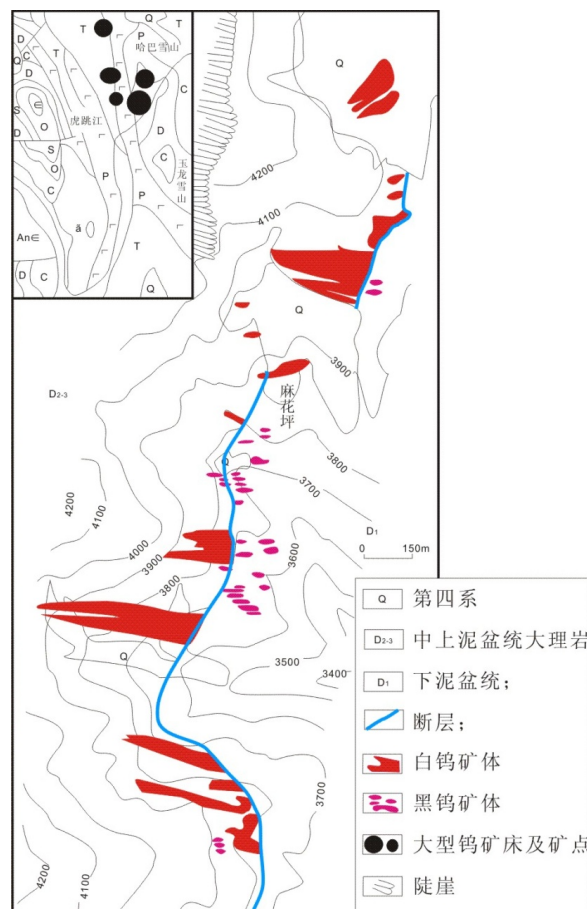 Q
T
P
哈巴雪山
D
Q
C
D
T
P
C
S
∈
D
O
虎跳江
S
O
C
P
P
D
C
玉龙雪山
An∈
ã
T
D
C
Q
Q
4200
4100
Q
3900
D2-3
麻花坪
3800
3700
Q
4200
4100
4000
3900
3800
3600
D1
0 150m
Q
3500
3400
3700
4200
4100
3900
3800
Q 第四系
D2-3 中上泥盆统大理岩
D1 下泥盆统；
断层；
白钨矿体
黑钨矿体
大型钨矿床及矿点
陡崖